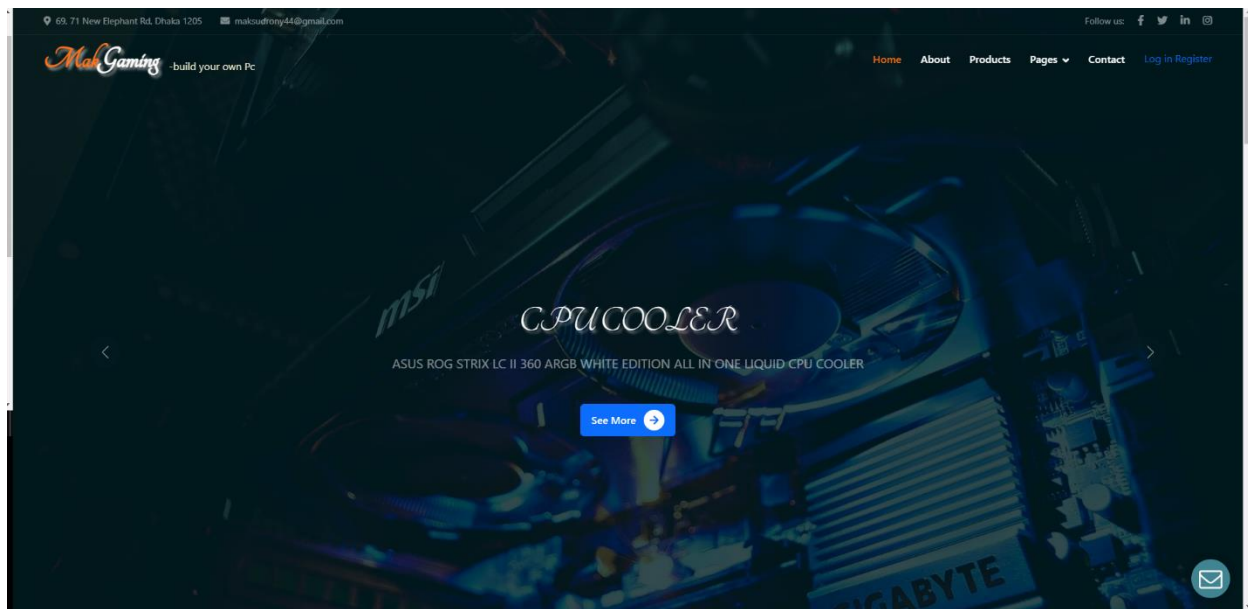 69. 71 New Elephant Rd, Dhaka 1205 maksudrony44@gmail.com Follow us:
MakGaming -build your own Pc Home About Products Pages Contact Log in Register
msi
CPU COOLER
ASUS ROG STRIX LC II 360 ARGB WHITE EDITION ALL IN ONE LIQUID CPU COOLER
See More
GIGABYTE